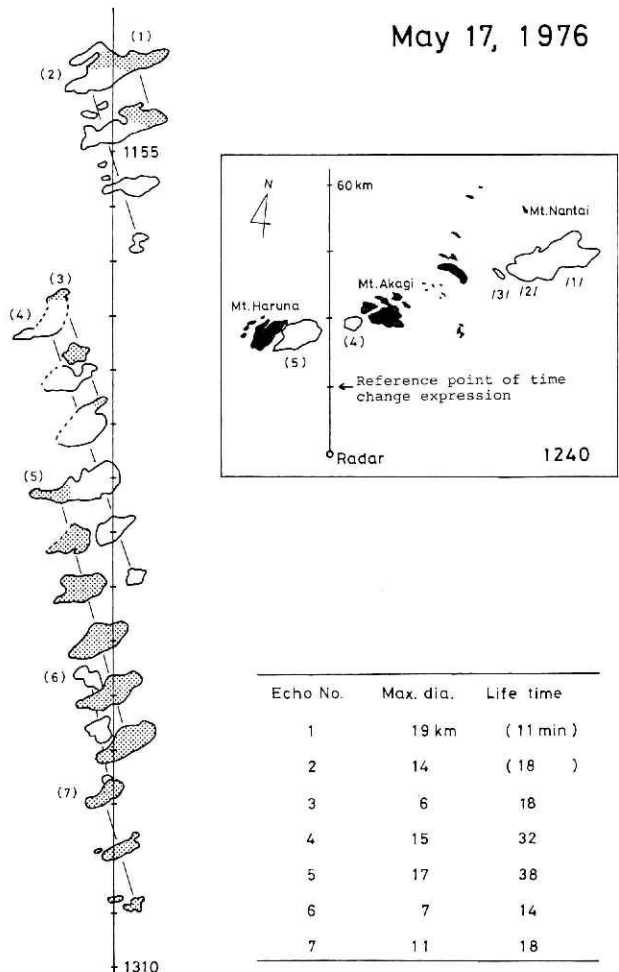 May 17, 1976
(1)
(2)
1155
(3)
(4)
(5)
(6)
(7)
1310
N
60 km
Mt. Nantai
/3/ /2/ /1/
Mt. Akagi
Mt. Haruna
(4)
(5)
Reference point of time
change expression
Radar
1240
Echo No. Max. dia. Life time
1 19 km (11 min)
2 14 (18 )
3 6 18
4 15 32
5 17 38
6 7 14
7 11 18